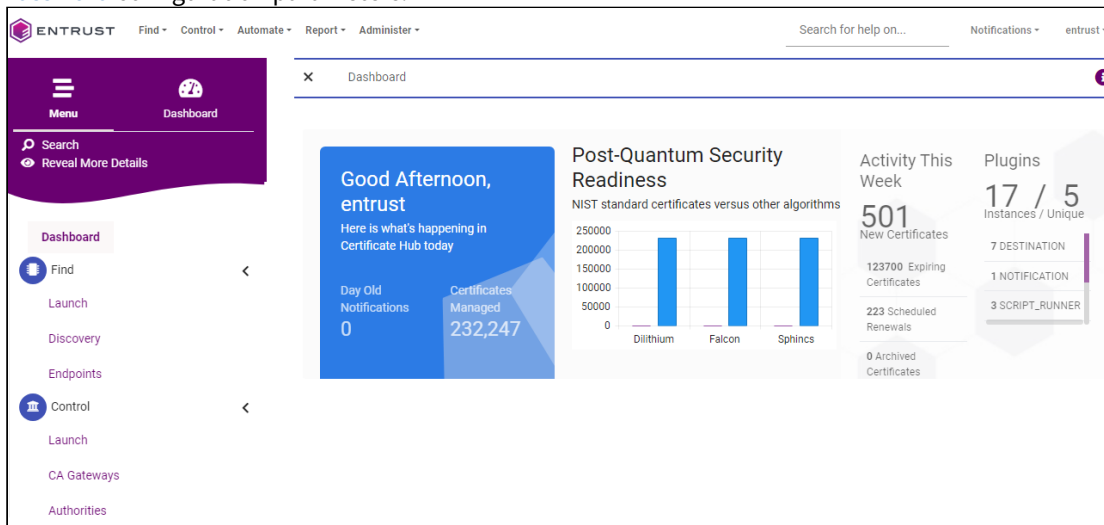 ENTRUST
Find
Control
Automate
Report
Administer
Search for help on...
Notifications
entrust
Menu
Dashboard
Search
Reveal More Details
Dashboard
Find
Launch
Discovery
Endpoints
Control
Launch
CA Gateways
Authorities
Dashboard
Good Afternoon,
entrust
Here is what's happening in
Certificate Hub today
Day Old
Notifications
0
Certificates
Managed
232,247
Post-Quantum Security
Readiness
NIST standard certificates versus other algorithms
250000
200000
150000
100000
50000
0
Dilithium
Falcon
Sphincs
Activity This
Week
501
New Certificates
123700 Expiring
Certificates
223 Scheduled
Renewals
0 Archived
Certificates
Plugins
17 / 5
Instances / Unique
7 DESTINATION
1 NOTIFICATION
3 SCRIPT_RUNNER